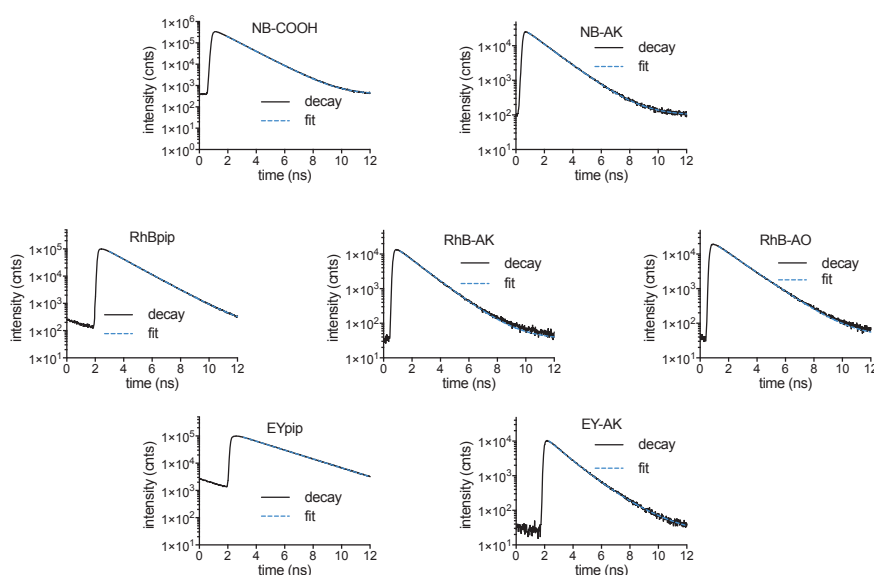 NB-COOH
1×10⁶
1×10⁵
1×10⁴
1×10³
1×10²
1×10¹
1×10⁰
intensity (cnts)
decay
fit
0 2 4 6 8 10 12
time (ns)
NB-AK
1×10⁴
1×10³
1×10²
1×10¹
intensity (cnts)
decay
fit
0 2 4 6 8 10 12
time (ns)
RhBpip
1×10⁵
1×10⁴
1×10³
1×10²
1×10¹
intensity (cnts)
decay
fit
0 2 4 6 8 10 12
time (ns)
RhB-AK
1×10⁴
1×10³
1×10²
1×10¹
intensity (cnts)
decay
fit
0 2 4 6 8 10 12
time (ns)
RhB-AO
1×10⁴
1×10³
1×10²
1×10¹
intensity (cnts)
decay
fit
0 2 4 6 8 10 12
time (ns)
EYpip
1×10⁵
1×10⁴
1×10³
1×10²
1×10¹
intensity (cnts)
decay
fit
0 2 4 6 8 10 12
time (ns)
EY-AK
1×10⁴
1×10³
1×10²
1×10¹
intensity (cnts)
decay
fit
0 2 4 6 8 10 12
time (ns)